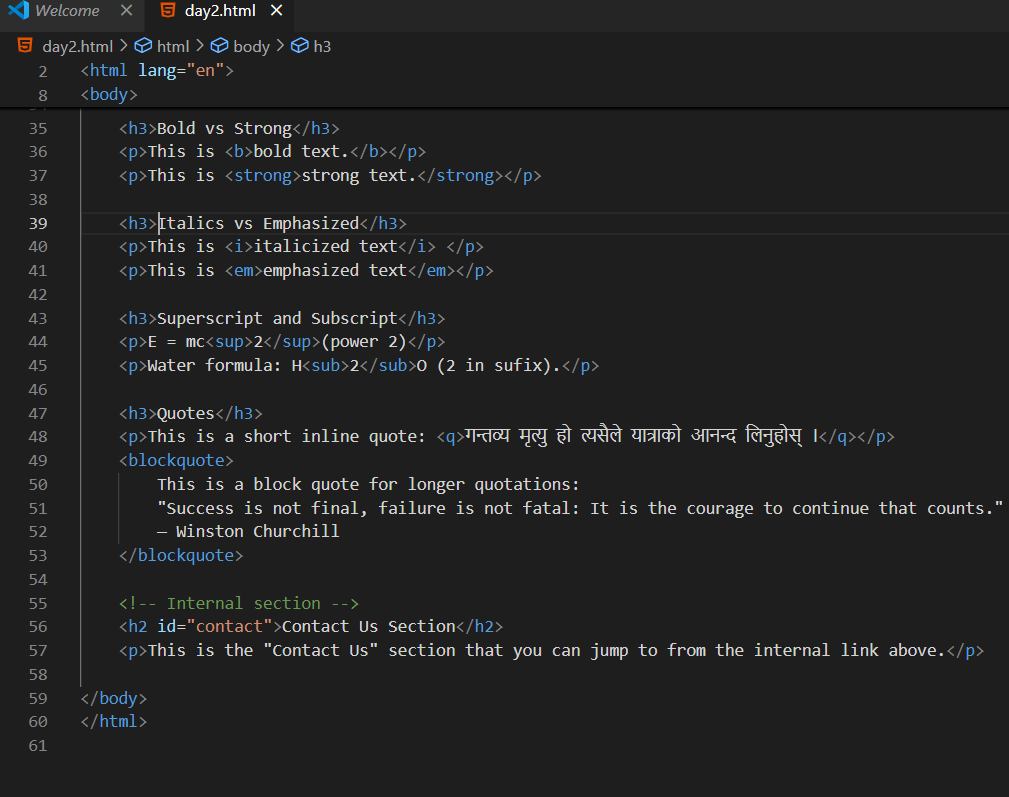 Welcome × day2.html ×
day2.html > html > body > h3
2 <html lang="en">
8 <body>
35 <h3>Bold vs Strong</h3>
36 <p>This is <b>bold text.</b></p>
37 <p>This is <strong>strong text.</strong></p>
38
39 <h3>Italics vs Emphasized</h3>
40 <p>This is <i>italicized text</i> </p>
41 <p>This is <em>emphasized text</em></p>
42
43 <h3>Superscript and Subscript</h3>
44 <p>E = mc<sup>2</sup>(power 2)</p>
45 <p>Water formula: H<sub>2</sub>O (2 in sufix).</p>
46
47 <h3>Quotes</h3>
48 <p>This is a short inline quote: <q>गन्तव्य मृत्यु हो त्यसैले यात्राको आनन्द लिनुहोस् ।</q></p>
49 <blockquote>
50 This is a block quote for longer quotations:
51 "Success is not final, failure is not fatal: It is the courage to continue that counts."
52 — Winston Churchill
53 </blockquote>
54
55 <!-- Internal section -->
56 <h2 id="contact">Contact Us Section</h2>
57 <p>This is the "Contact Us" section that you can jump to from the internal link above.</p>
58
59 </body>
60 </html>
61